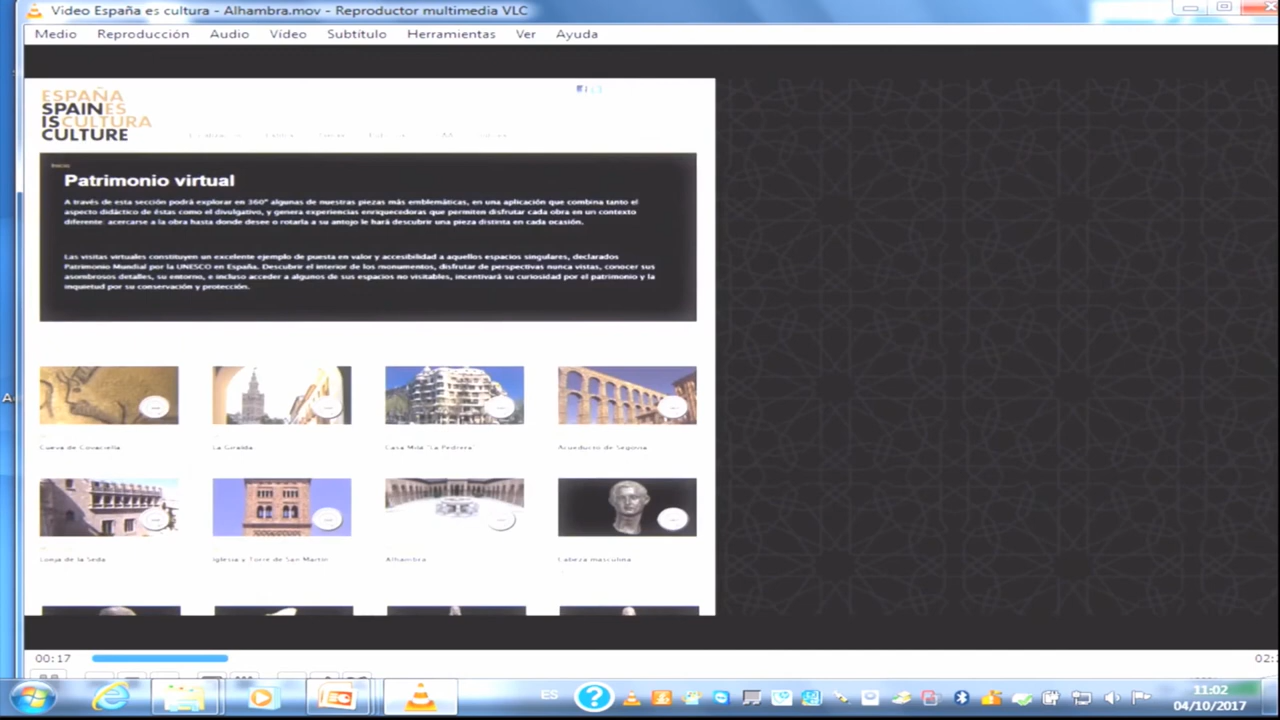 Video España es cultura - Alhambra.mov - Reproductor multimedia VLC
Medio Reproducción Audio Vídeo Subtítulo Herramientas Ver Ayuda
ESPAÑA
SPAIN ES
IS CULTURA
CULTURE
Inicio
Patrimonio virtual
A través de esta sección podrá explorar en 360º algunas de nuestras piezas más emblemáticas, en una aplicación que combina tanto el
aspecto didáctico de éstas como el divulgativo, y genera experiencias enriquecedoras que permiten disfrutar cada obra en un contexto
diferente: acercarse a la obra hasta donde desee o rotarla a su antojo le hará descubrir una pieza distinta en cada ocasión.
Las visitas virtuales constituyen un excelente ejemplo de puesta en valor y accesibilidad a aquellos espacios singulares, declarados
Patrimonio Mundial por la UNESCO en España. Descubrir el interior de los monumentos, disfrutar de perspectivas nunca vistas, conocer sus
asombrosos detalles, su entorno, e incluso acceder a algunos de sus espacios no visitables, incentivará su curiosidad por el patrimonio y la
inquietud por su conservación y protección.
Cueva de Covaciella La Giralda Casa Milà "La Pedrera" Acueducto de Segovia
Lonja de la Seda Iglesia y Torre de San Martín Alhambra Cabeza masculina
00:17 02:
ES
11:02
04/10/2017